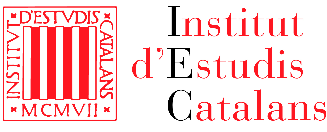 INSTITVT
D'ESTVDIS
CATALANS
MCMVII
Institut
d'Estudis
Catalans